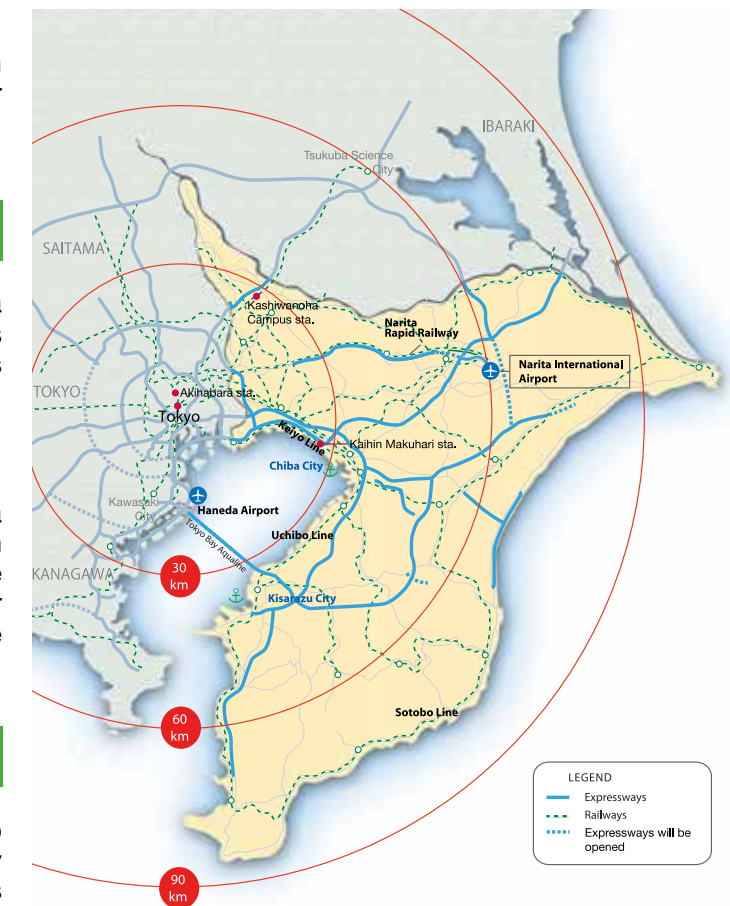 IBARAKI
Tsukuba Science
City
SAITAMA
Kashiwanoha
Campus sta.
Narita
Rapid Railway
Narita International
Airport
TOKYO
Akihabara sta.
Tokyo
Keiyo Line
Kaihin Makuhari sta.
Chiba City
Kawasaki
City
Haneda Airport
Tokyo Bay Aqualine
Uchibo Line
KANAGAWA
30
km
Kisarazu City
60
km
Sotobo Line
LEGEND
Expressways
Railways
Expressways will be
opened
90
km